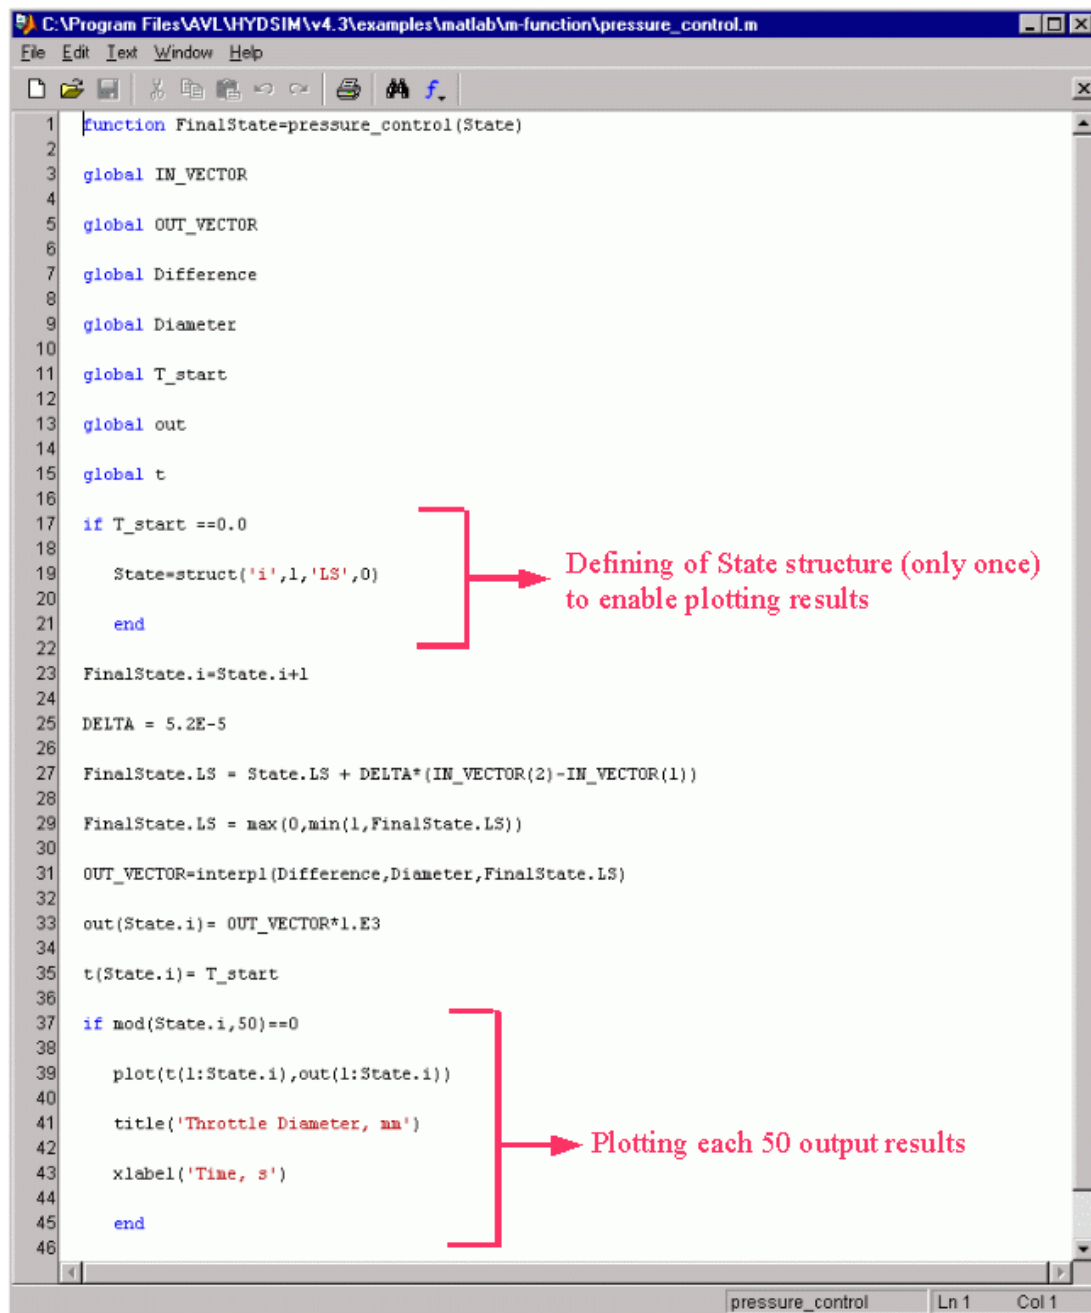 C:\Program Files\AVL\HYDSIM\v4.3\examples\matlab\m-function\pressure_control.m
File Edit Text Window Help
1 function FinalState=pressure_control(State)
2
3 global IN_VECTOR
4
5 global OUT_VECTOR
6
7 global Difference
8
9 global Diameter
10
11 global T_start
12
13 global out
14
15 global t
16
17 if T_start ==0.0
18
19 State=struct('i',1,'LS',0)
20
21 end
22
Defining of State structure (only once)
to enable plotting results
23 FinalState.i=State.i+1
24
25 DELTA = 5.2E-5
26
27 FinalState.LS = State.LS + DELTA*(IN_VECTOR(2)-IN_VECTOR(1))
28
29 FinalState.LS = max(0,min(1,FinalState.LS))
30
31 OUT_VECTOR=interp1(Difference,Diameter,FinalState.LS)
32
33 out(State.i)= OUT_VECTOR*1.E3
34
35 t(State.i)= T_start
36
37 if mod(State.i,50)==0
38
39 plot(t(1:State.i),out(1:State.i))
40
41 title('Throttle Diameter, mm')
42
43 xlabel('Time, s')
44
45 end
46
Plotting each 50 output results
pressure_control Ln 1 Col 1